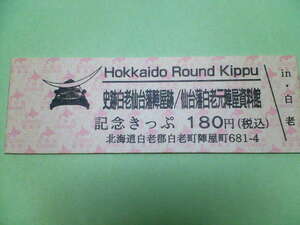 Hokkaido Round Kippu
史跡白老仙台藩陣屋跡/仙台藩白老元陣屋資料館
記念きっぷ 180円(税込)
北海道白老郡白老町陣屋町681-4
in・白老